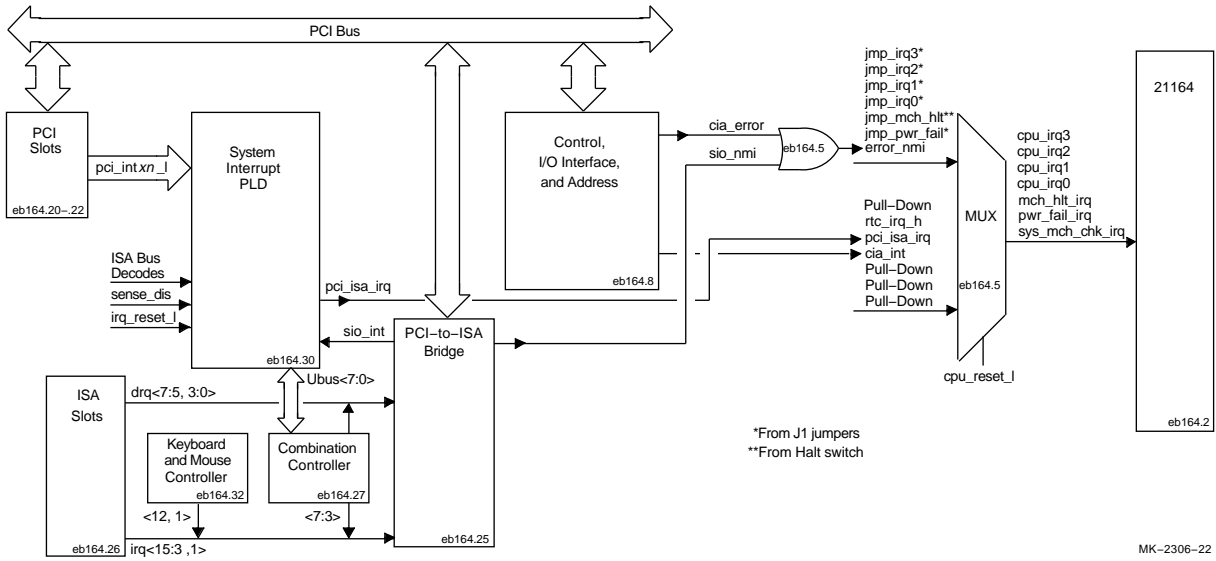 PCI Bus
PCI
Slots
eb164.20–.22
pci_intxn_l
System
Interrupt
PLD
eb164.30
ISA Bus
Decodes
sense_dis
irq_reset_l
pci_isa_irq
sio_int
Control,
I/O Interface,
and Address
eb164.8
cia_error
sio_nmi
eb164.5
jmp_irq3*
jmp_irq2*
jmp_irq1*
jmp_irq0*
jmp_mch_hlt**
jmp_pwr_fail*
error_nmi
Pull–Down
rtc_irq_h
pci_isa_irq
cia_int
Pull–Down
Pull–Down
Pull–Down
MUX
eb164.5
cpu_reset_l
cpu_irq3
cpu_irq2
cpu_irq1
cpu_irq0
mch_hlt_irq
pwr_fail_irq
sys_mch_chk_irq
21164
eb164.2
PCI–to–ISA
Bridge
eb164.25
Ubus<7:0>
ISA
Slots
eb164.26
drq<7:5, 3:0>
Keyboard
and Mouse
Controller
eb164.32
<12, 1>
Combination
Controller
eb164.27
<7:3>
irq<15:3 ,1>
*From J1 jumpers
**From Halt switch
MK–2306–22